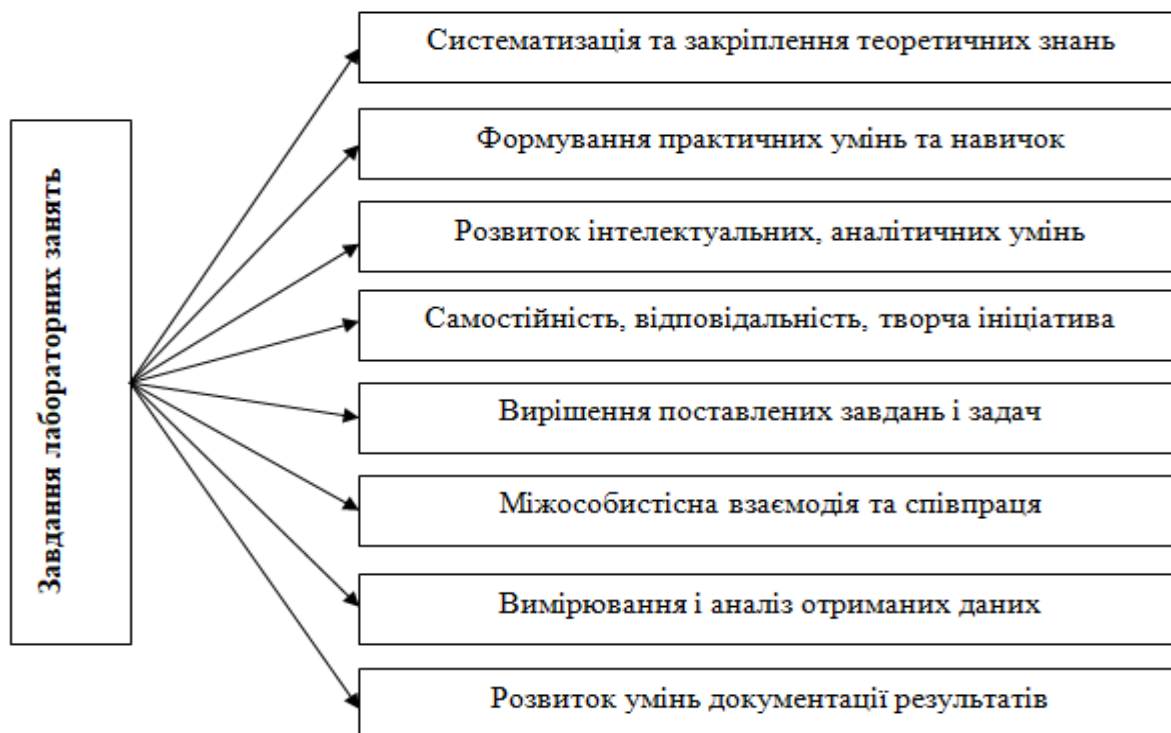 Завдання лабораторних занять
Систематизація та закріплення теоретичних знань
Формування практичних умінь та навичок
Розвиток інтелектуальних, аналітичних умінь
Самостійність, відповідальність, творча ініціатива
Вирішення поставлених завдань і задач
Міжособистісна взаємодія та співпраця
Вимірювання і аналіз отриманих даних
Розвиток умінь документації результатів